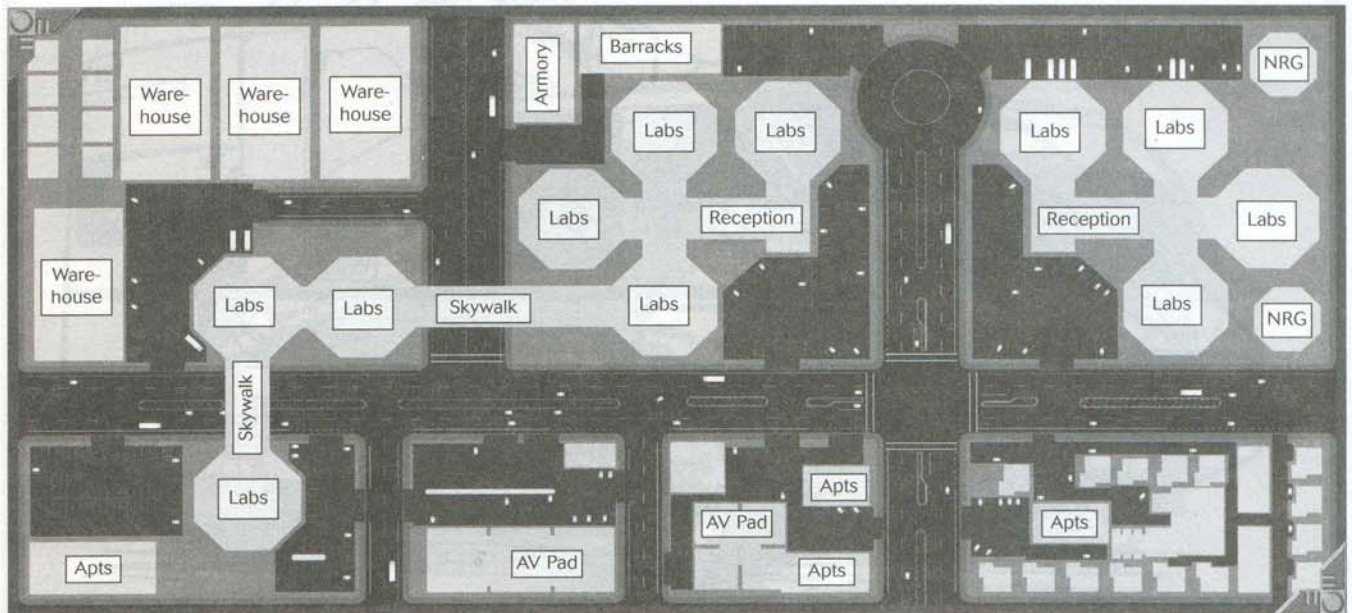 Ware-
house
Ware-
house
Ware-
house
Armory
Barracks
NRG
Labs
Labs
Labs
Labs
Labs
Reception
Reception
Labs
Ware-
house
Labs
Labs
Skywalk
Labs
Labs
NRG
Skywalk
Labs
Apts
AV Pad
AV Pad
Apts
Apts
Apts